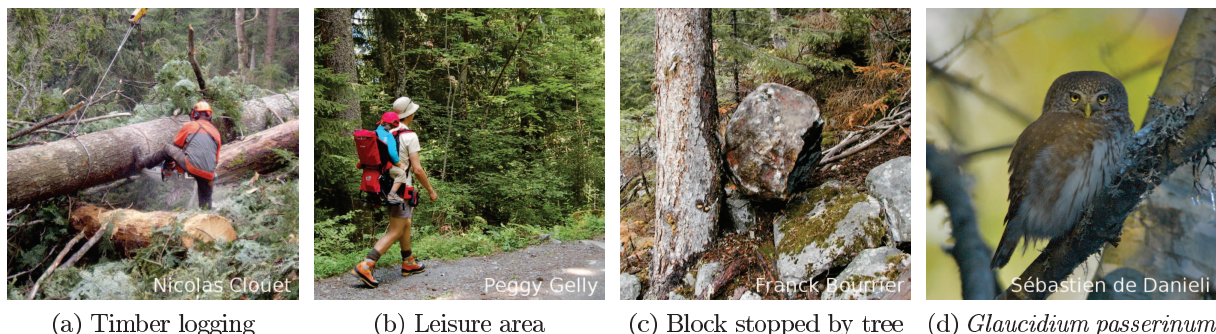 Nicolas Clouet
Peggy Gelly
Franck Bourrier
Sébastien de Danieli
(a) Timber logging
(b) Leisure area
(c) Block stopped by tree
(d) Glaucidium passerinum